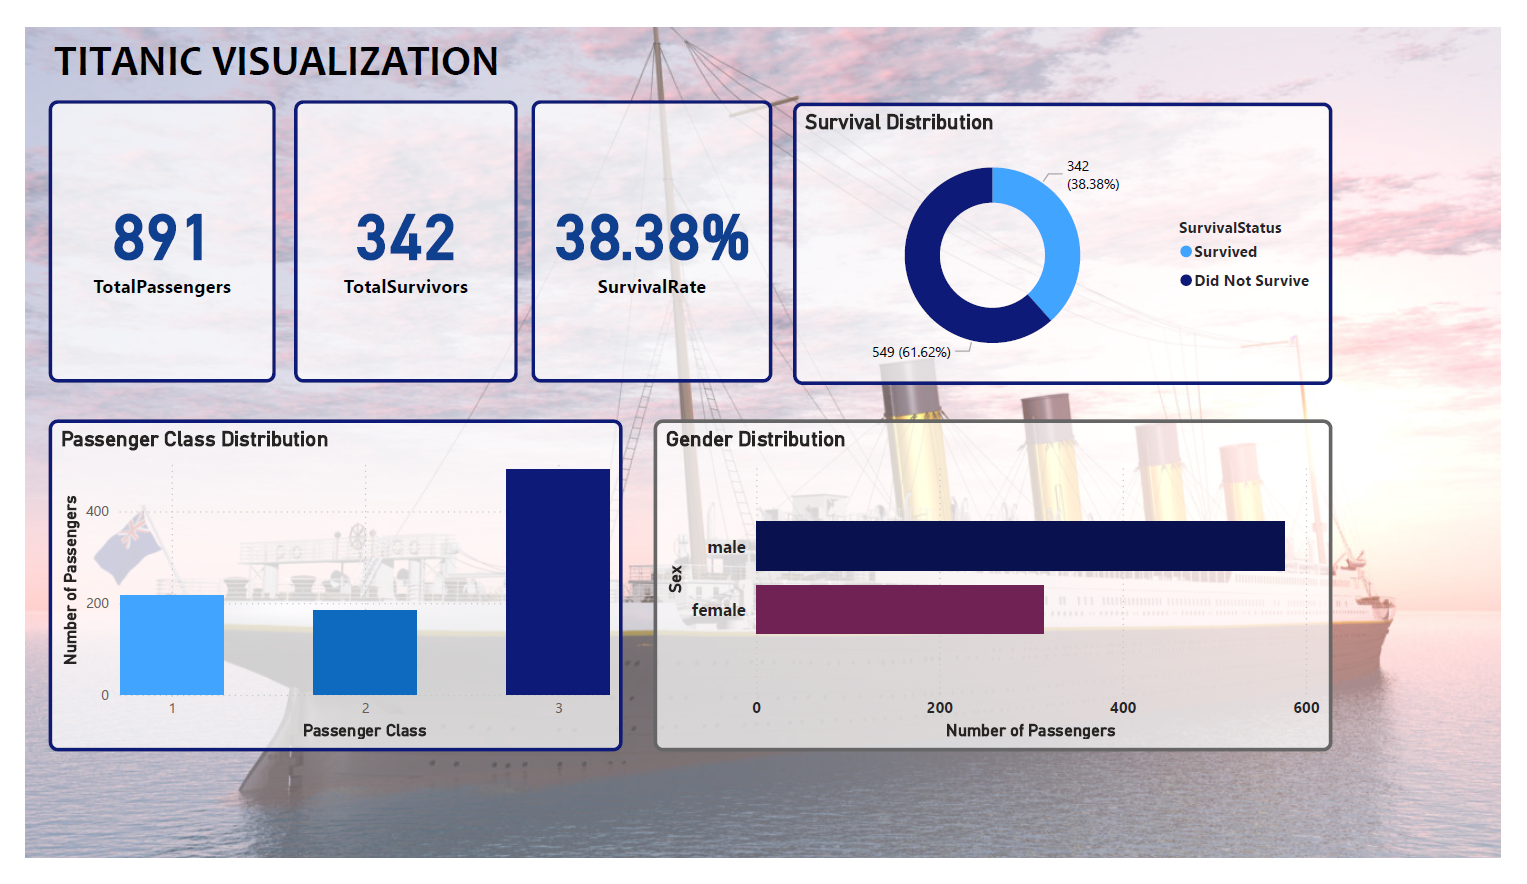 TITANIC VISUALIZATION
891
TotalPassengers
342
TotalSurvivors
38.38%
SurvivalRate
Survival Distribution
342
(38.38%)
549 (61.62%)
SurvivalStatus
Survived
Did Not Survive
Passenger Class Distribution
Number of Passengers
400
200
0
1
2
3
Passenger Class
Gender Distribution
Sex
male
female
0
200
400
600
Number of Passengers